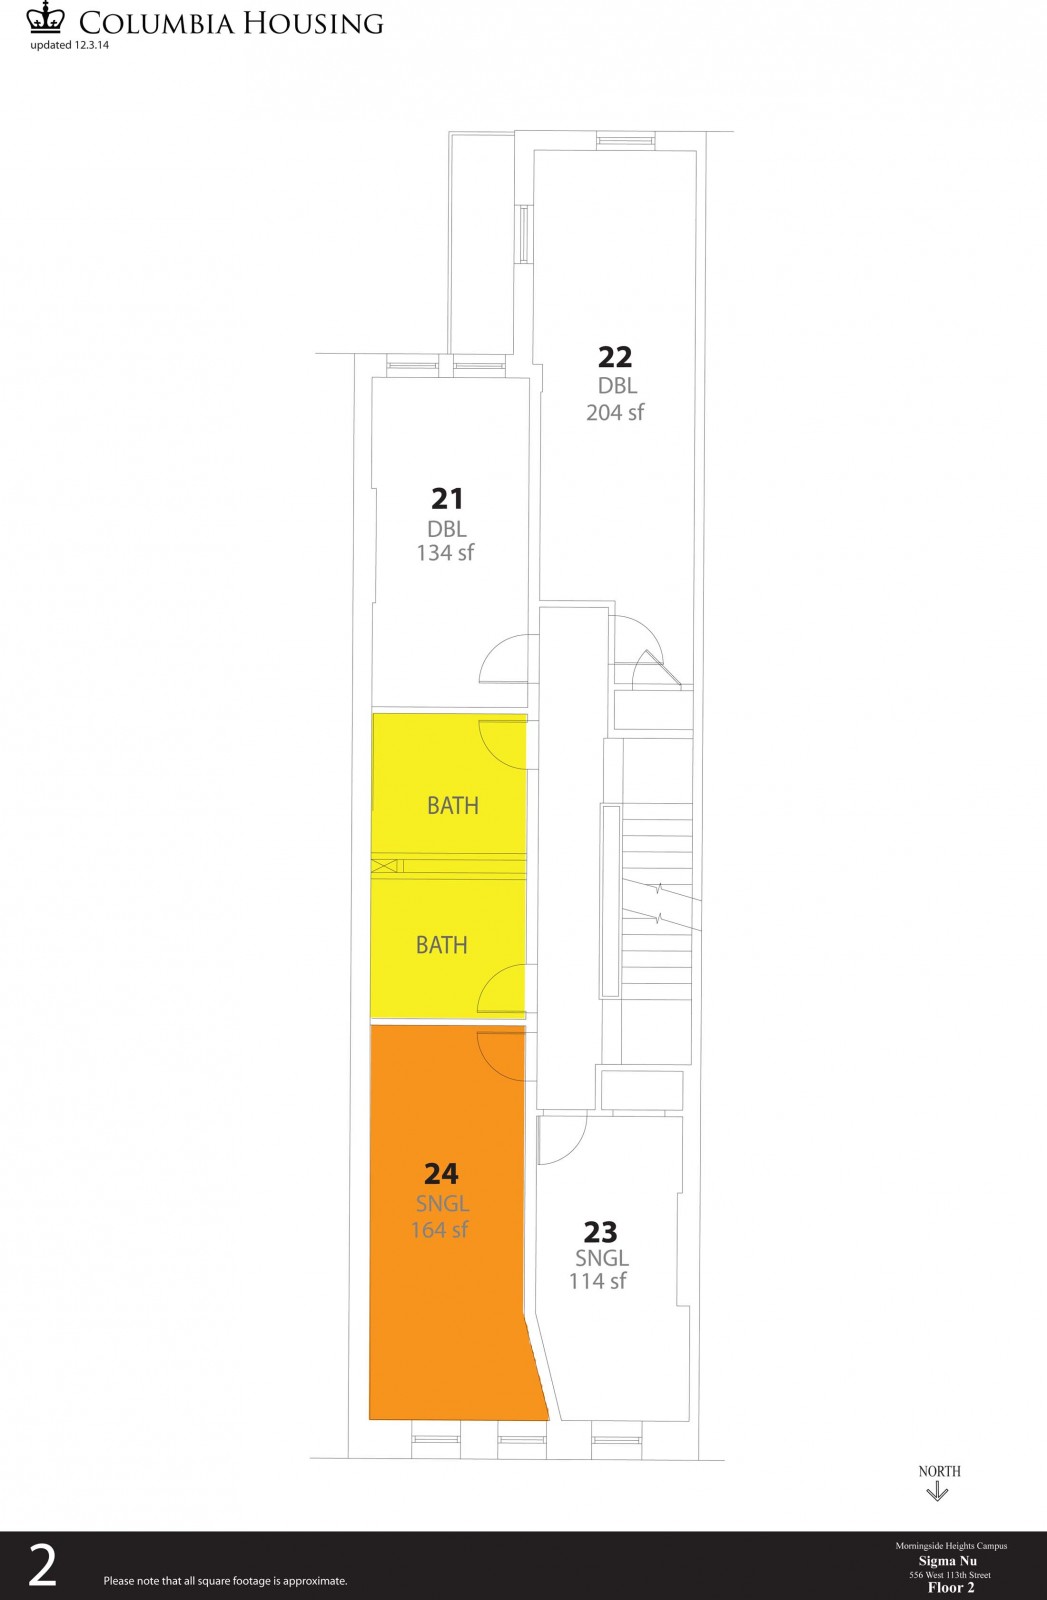 COLUMBIA HOUSING
updated 12.3.14
22
DBL
204 sf
21
DBL
134 sf
BATH
BATH
24
SNGL
164 sf
23
SNGL
114 sf
NORTH
2
Please note that all square footage is approximate.
Morningside Heights Campus
Sigma Nu
556 West 113th Street
Floor 2